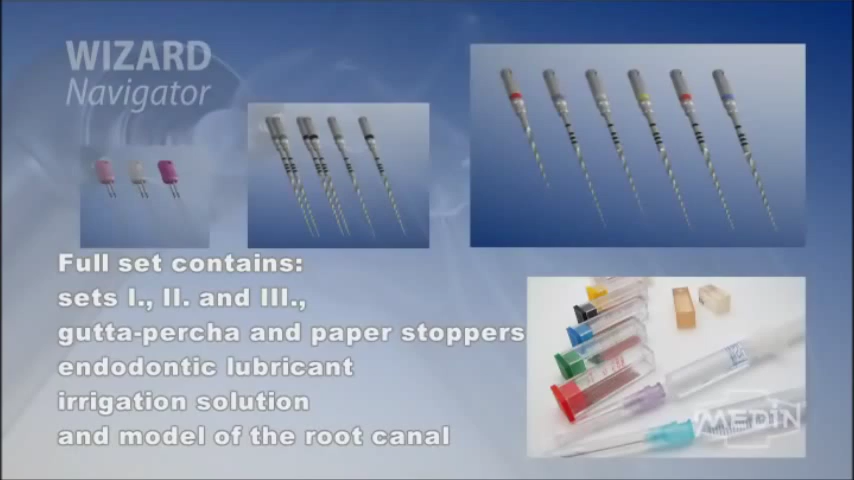 WIZARD
Navigator
Full set contains:
sets I., II. and III.,
gutta-percha and paper stoppers
endodontic lubricant
irrigation solution
and model of the root canal
MEDIN